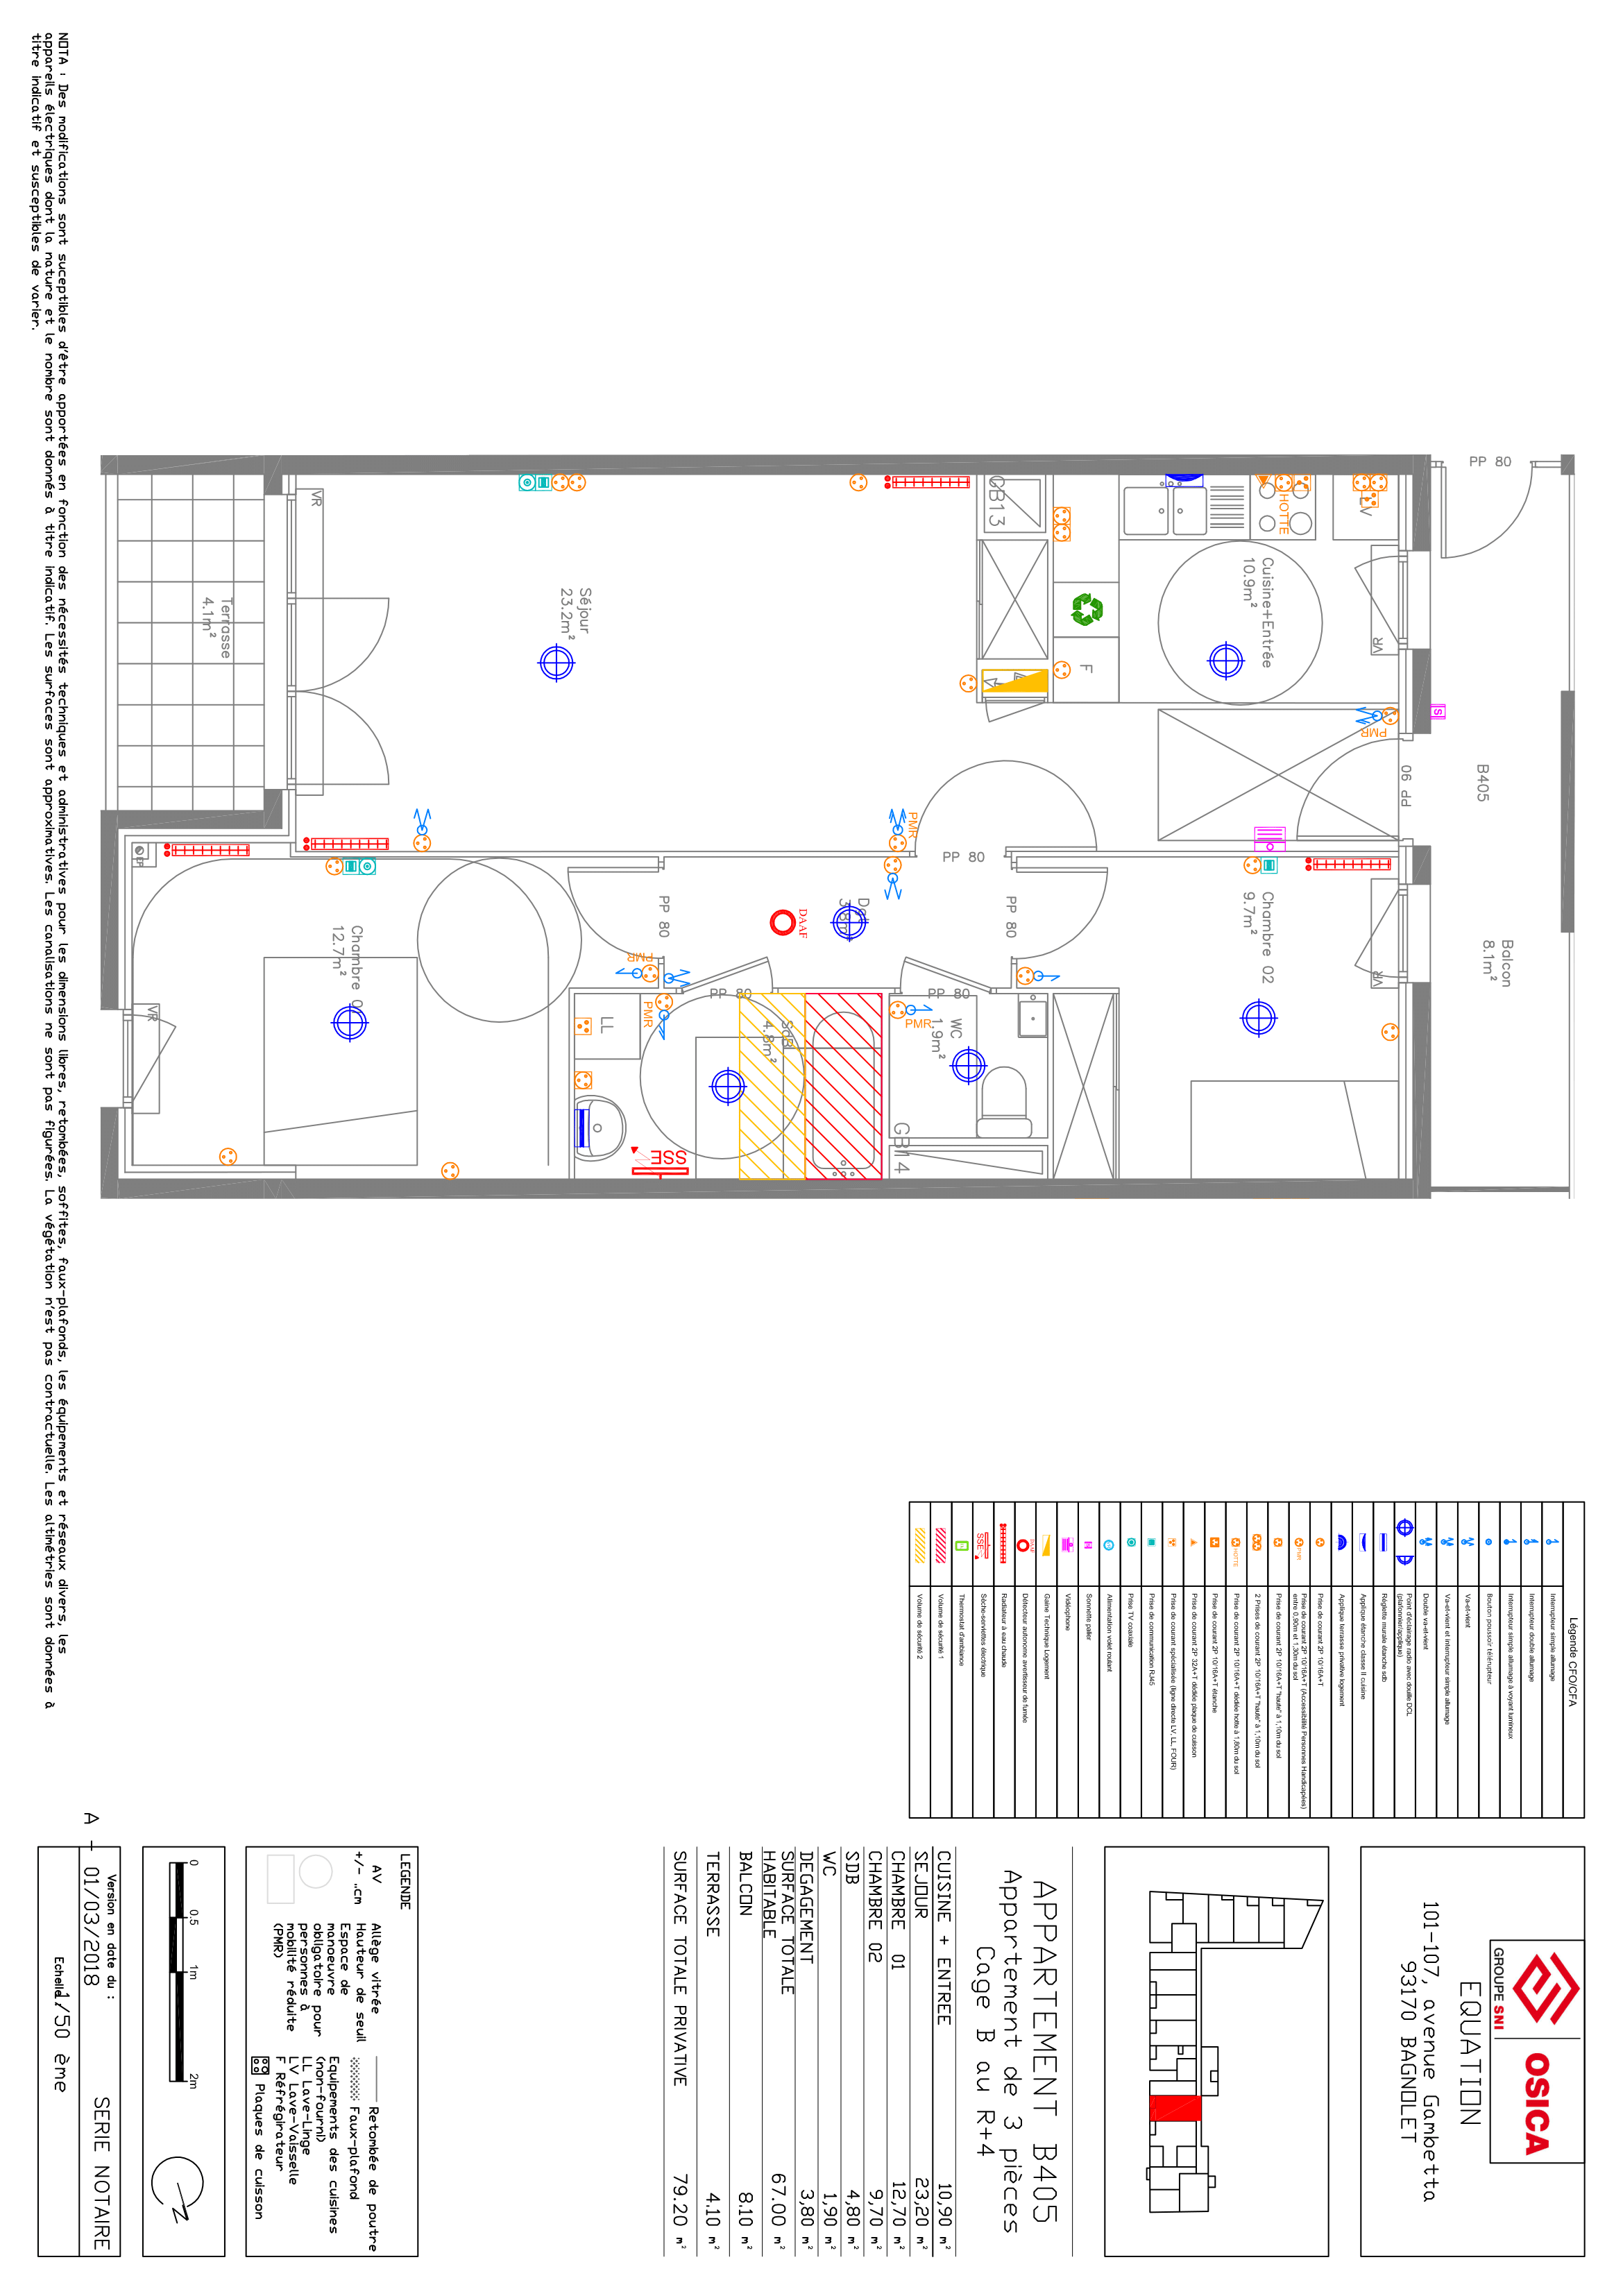 GROUPE SNI
OSICA
EQUATION
101-107, avenue Gambetta
93170 BAGNOLET
APPARTEMENT B405
Appartement de 3 pièces
Cage B au R+4
CUISINE + ENTREE 10,90 m²
SEJOUR 23,20 m²
CHAMBRE 01 12,70 m²
CHAMBRE 02 9,70 m²
SDB 4,80 m²
WC 1,90 m²
DEGAGEMENT 3,80 m²
SURFACE TOTALE
HABITABLE 67.00 m²
BALCON 8.10 m²
TERRASSE 4.10 m²
SURFACE TOTALE PRIVATIVE 79.20 m²
LEGENDE
AV Allège vitrée
+/- ..cm Hauteur de seuil
Espace de
manoeuvre
obligatoire pour
personnes à
mobilité réduite
(PMR)
Retombée de poutre
Faux-plafond
Equipements des cuisines
(non-fourni)
LL Lave-Linge
LV Lave-Vaisselle
F Réfrégirateur
Plaques de cuisson
0 0.5 1m 2m
N
A -
Version en date du :
01/03/2018
SERIE NOTAIRE
Echelle 1/50 ème
Légende CFO/CFA
Interrupteur simple allumage
Interrupteur double allumage
Interrupteur simple allumage à voyant lumineux
Bouton poussoir télérupteur
Va-et-vient
Va-et-vient et interrupteur simple allumage
Double va-et-vient
Point d'éclairage radio avec douille DCL
(plafonnier/applique)
Réglette murale étanche sdb
Applique étanche classe II cuisine
Applique terrasse privative logement
Prise de courant 2P 10/16A+T
PMR
Prise de courant 2P 10/16A+T (Accessibilité Personnes Handicapées)
entre 0,90m et 1,30m du sol
Prise de courant 2P 10/16A+T "haute" à 1,10m du sol
2 Prises de courant 2P 10/16A+T "haute" à 1,10m du sol
HOTTE
Prise de courant 2P 10/16A+T dédiée hotte à 1,80m du sol
Prise de courant 2P 10/16A+T étanche
Prise de courant 2P 32A+T dédiée plaque de cuisson
Prise de courant spécialisée (ligne directe LV, LL, FOUR)
Prise de communication RJ45
Prise TV coaxiale
Alimentation volet roulant
Sonnette palier
Vidéophone
Gaine Technique Logement
DAAF
Détecteur autonome avertisseur de fumée
Radiateur à eau chaude
SSE
Sèche-serviettes électrique
Thermostat d'ambiance
Volume de sécurité 1
Volume de sécurité 2
PP 80
B405
Balcon
8.1m²
PP 90
S
VR
LV
HOTTE
Cuisine+Entrée
10.9m²
PMR
F
GB13
Séjour
23.2m²
VR
Terrasse
4.1m²
PMR
PP 80
Chambre 02
9.7m²
VR
PP 80
DAAF
PP 80
PMR
PP 80
PP 80
WC
1.9m²
PMR
GB14
SdB
4.8m²
PMR
LL
SSE
Chambre 0
12.7m²
VR
EP
NOTA : Des modifications sont suceptibles d'être apportées en fonction des nécessités techniques et administratives pour les dimensions libres, retombées, soffites, faux-plafonds, les équipements et réseaux divers, les
appareils électriques dont la nature et le nombre sont donnés à titre indicatif. Les surfaces sont approximatives. Les canalisations ne sont pas figurées. La végétation n'est pas contractuelle. Les altimétries sont données à
titre indicatif et susceptibles de varier.